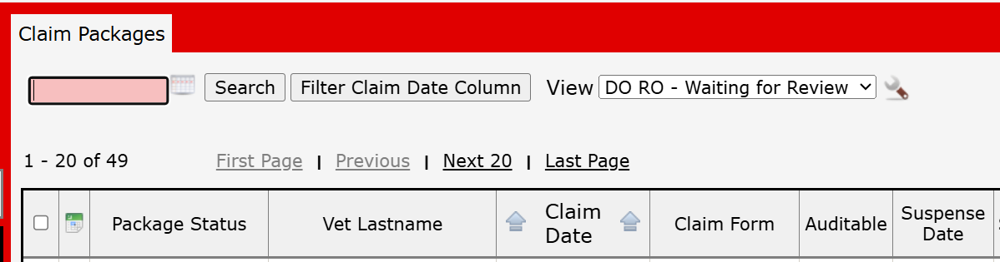 Claim Packages
Search Filter Claim Date Column View DO RO - Waiting for Review
1 - 20 of 49 First Page | Previous | Next 20 | Last Page
Package Status Vet Lastname Claim Date Claim Form Auditable Suspense Date